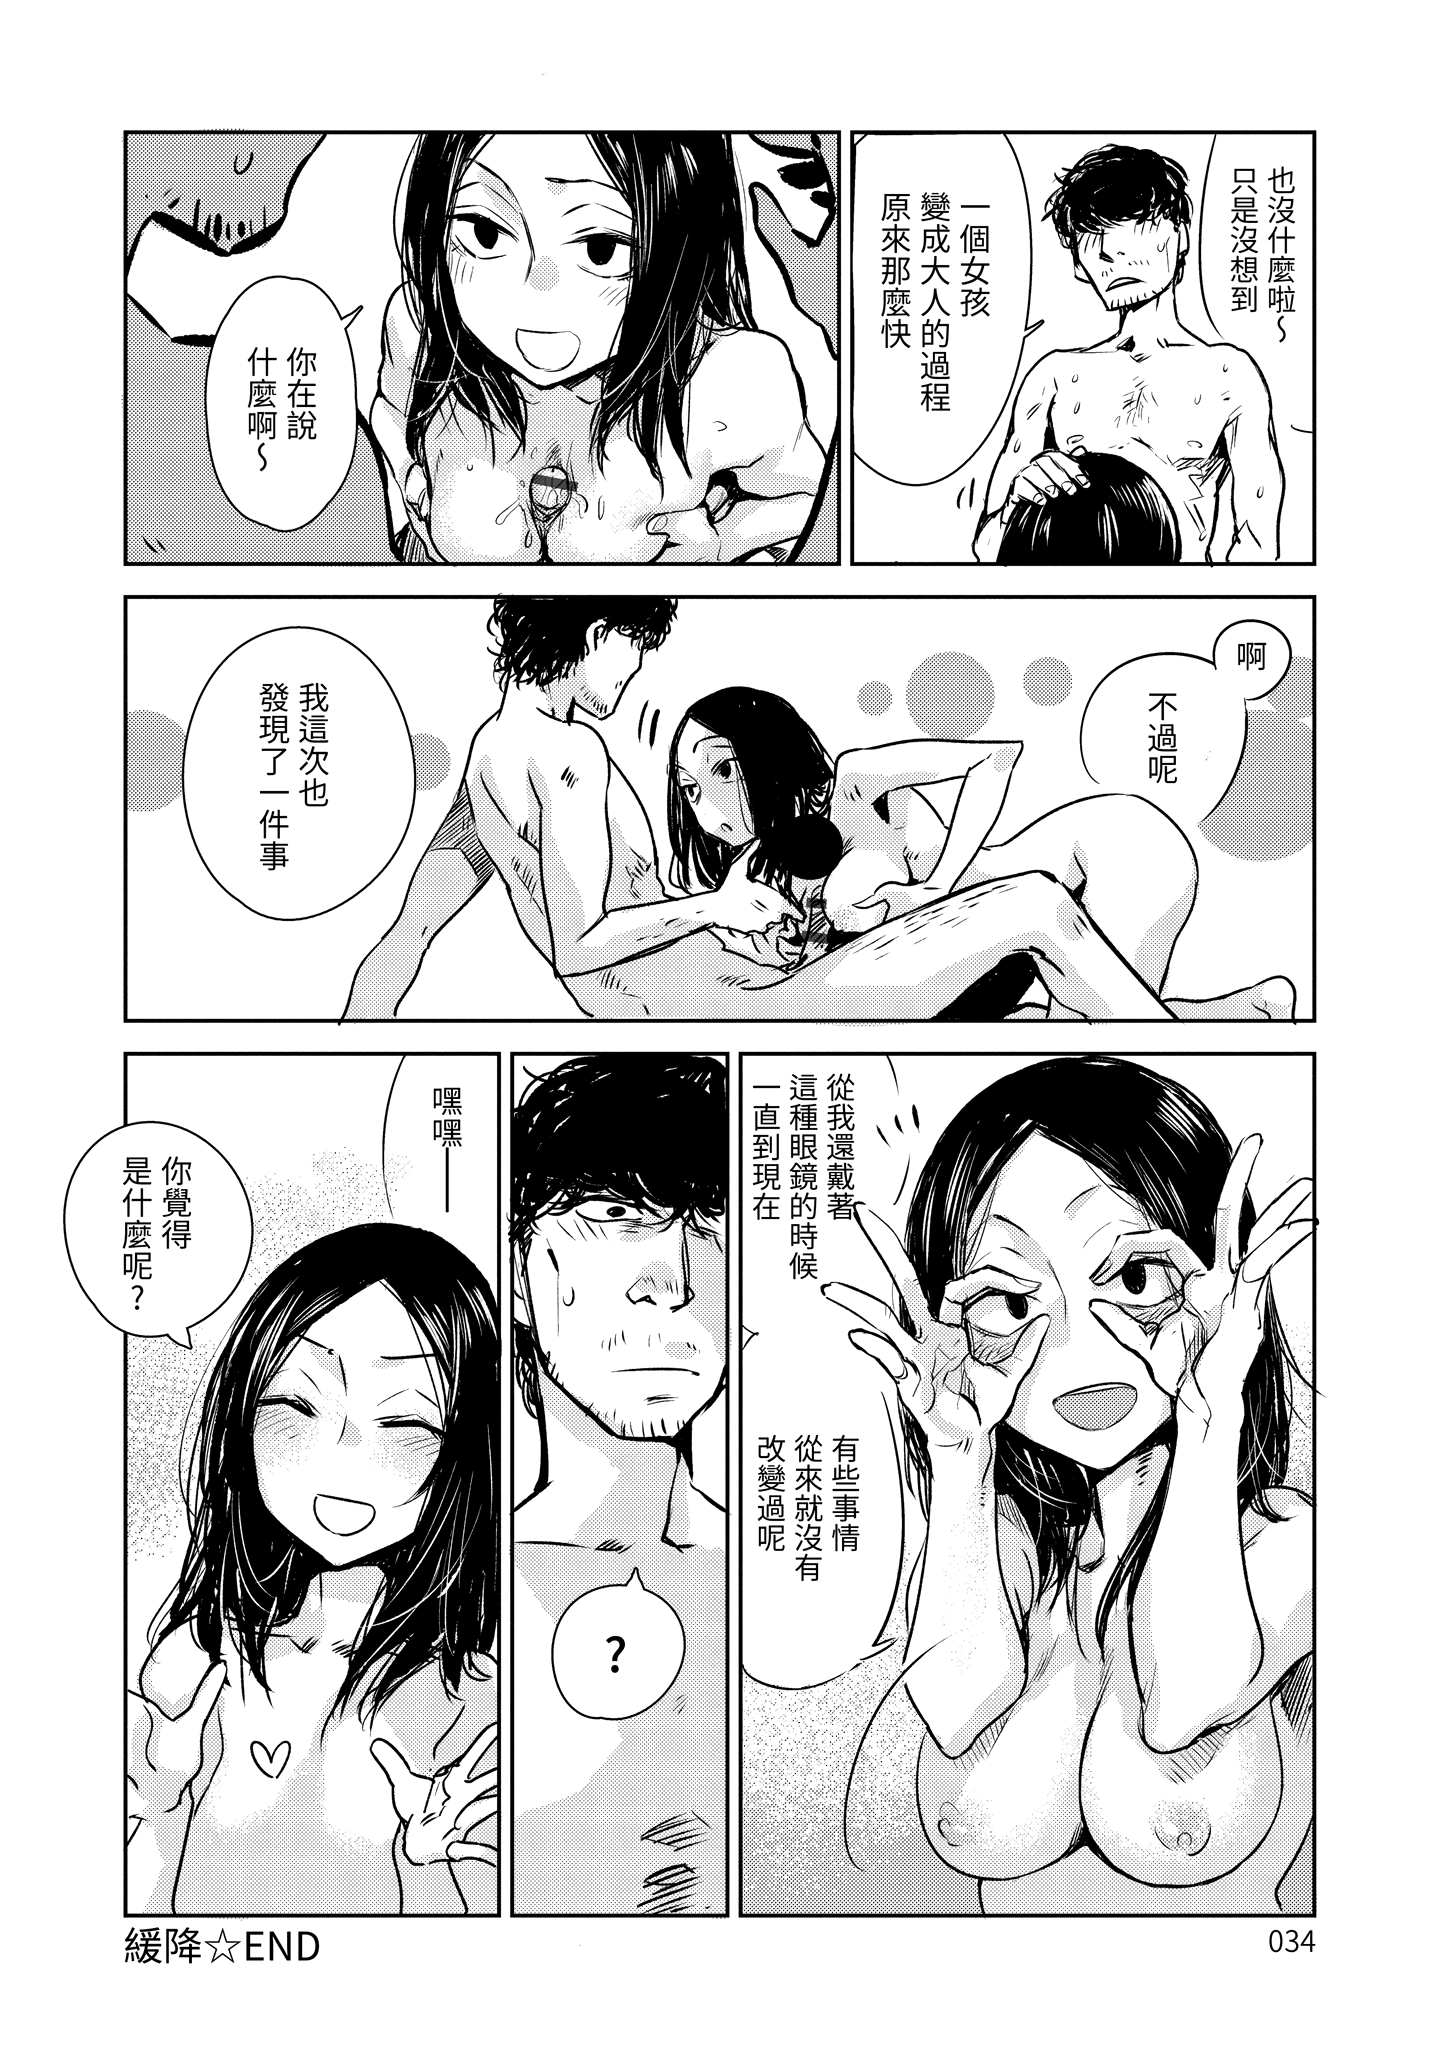 也沒什麼啦～
只是沒想到
一個女孩
變成大人的過程
原來那麼快
你在說
什麼啊～
啊
不過呢
我這次也
發現了一件事
從我還戴著
這種眼鏡的時候
一直到現在
有些事情
從來就沒有
改變過呢
?
嘿嘿——
你覺得
是什麼呢?
緩降☆END
034